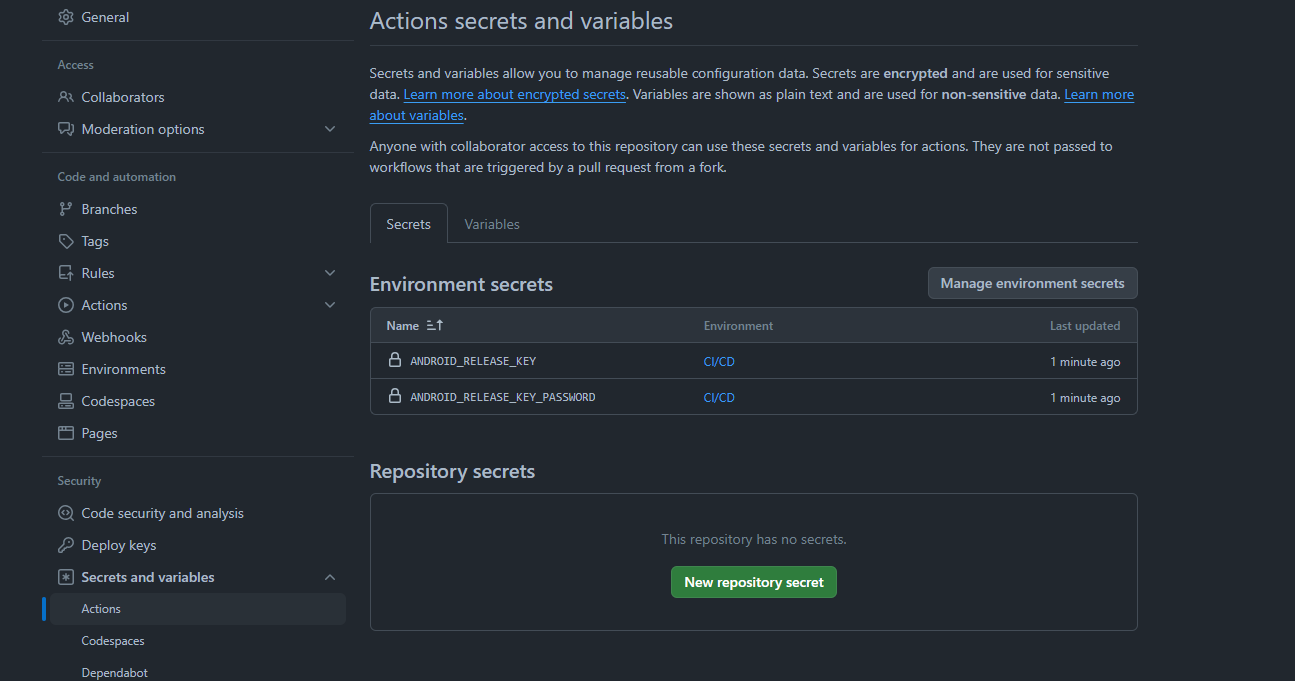 General
Access
Collaborators
Moderation options
Code and automation
Branches
Tags
Rules
Actions
Webhooks
Environments
Codespaces
Pages
Security
Code security and analysis
Deploy keys
Secrets and variables
Actions
Codespaces
Dependabot
Actions secrets and variables
Secrets and variables allow you to manage reusable configuration data. Secrets are encrypted and are used for sensitive
data. Learn more about encrypted secrets. Variables are shown as plain text and are used for non-sensitive data. Learn more
about variables.
Anyone with collaborator access to this repository can use these secrets and variables for actions. They are not passed to
workflows that are triggered by a pull request from a fork.
Secrets Variables
Environment secrets Manage environment secrets
Name Environment Last updated
ANDROID_RELEASE_KEY CI/CD 1 minute ago
ANDROID_RELEASE_KEY_PASSWORD CI/CD 1 minute ago
Repository secrets
This repository has no secrets.
New repository secret